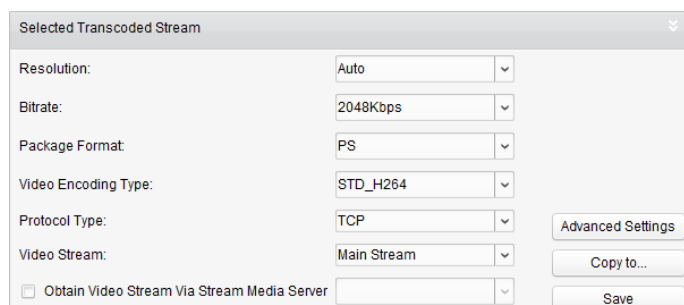 Selected Transcoded Stream
Resolution: Auto
Bitrate: 2048Kbps
Package Format: PS
Video Encoding Type: STD_H264
Protocol Type: TCP
Advanced Settings
Video Stream: Main Stream
Copy to...
Obtain Video Stream Via Stream Media Server
Save